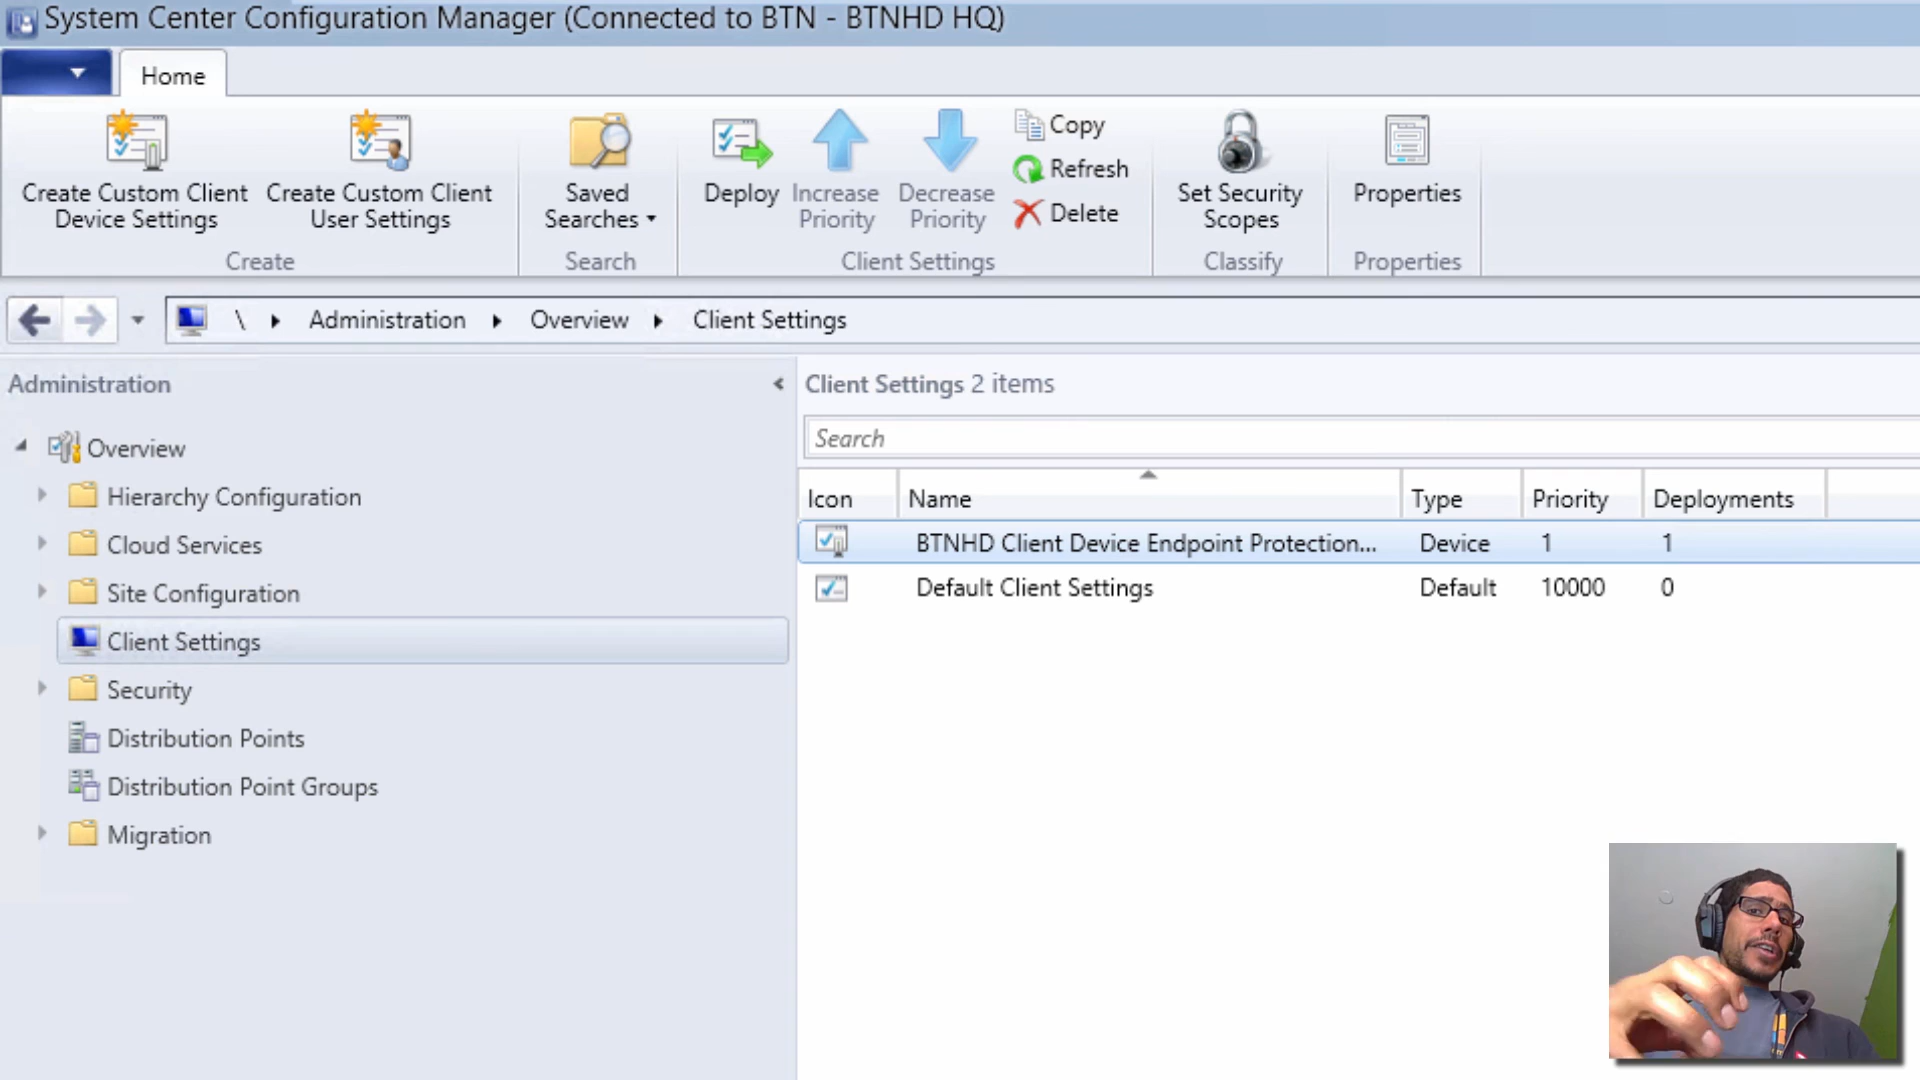 System Center Configuration Manager (Connected to BTN - BTNHD HQ)
Home
Create Custom Client
Device Settings
Create Custom Client
User Settings
Create
Saved
Searches
Search
Deploy
Increase
Priority
Decrease
Priority
Copy
Refresh
Delete
Client Settings
Set Security
Scopes
Classify
Properties
Properties
\ Administration Overview Client Settings
Administration
Overview
Hierarchy Configuration
Cloud Services
Site Configuration
Client Settings
Security
Distribution Points
Distribution Point Groups
Migration
Client Settings 2 items
Search
Icon Name Type Priority Deployments
BTNHD Client Device Endpoint Protection... Device 1 1
Default Client Settings Default 10000 0